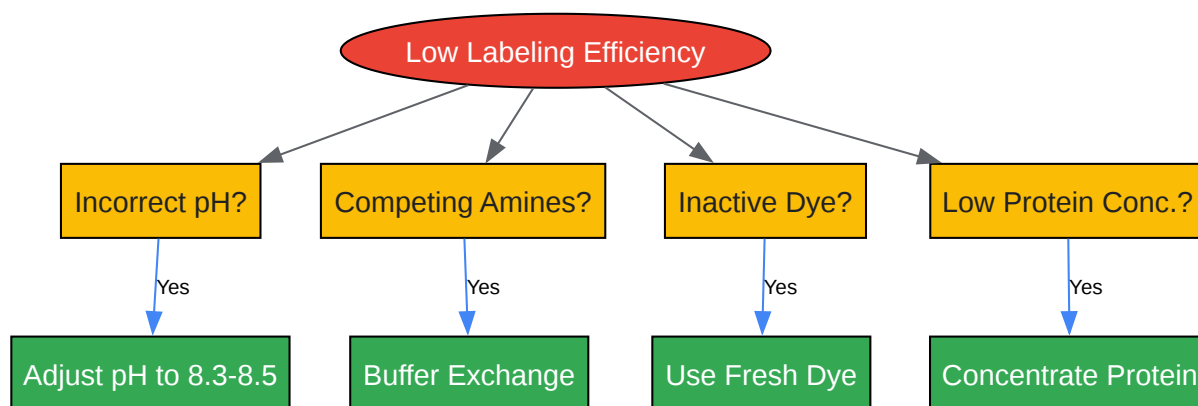 Low Labeling Efficiency
Incorrect pH?
Competing Amines?
Inactive Dye?
Low Protein Conc.?
Yes
Yes
Yes
Yes
Adjust pH to 8.3-8.5
Buffer Exchange
Use Fresh Dye
Concentrate Protein